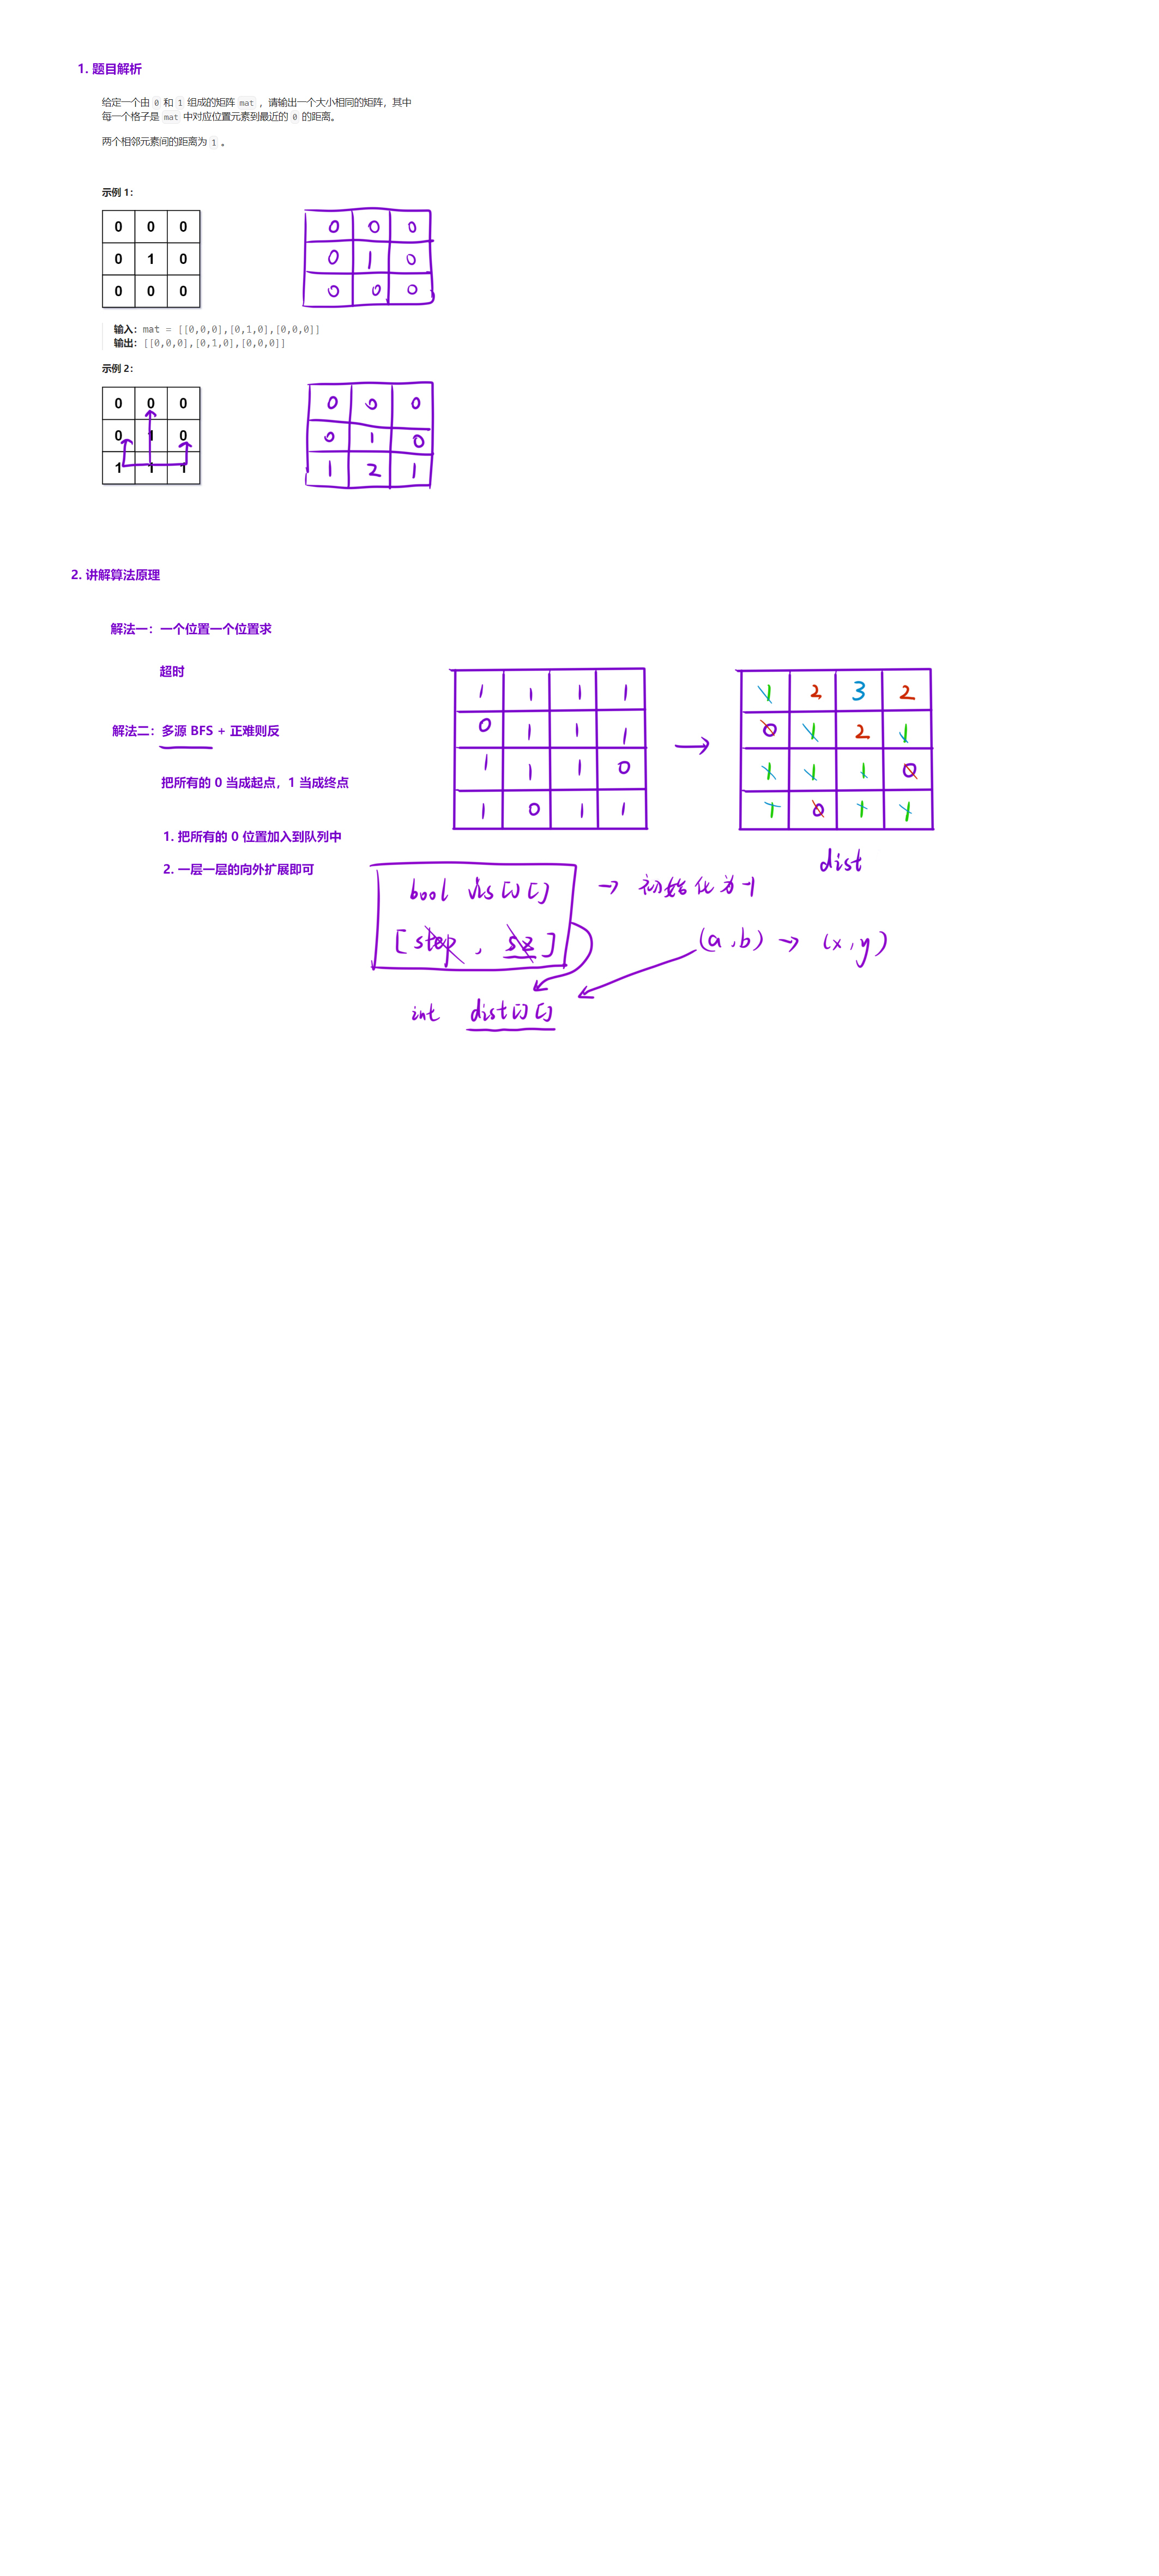 1. 题目解析
给定一个由 0 和 1 组成的矩阵 mat ，请输出一个大小相同的矩阵，其中
每一个格子是 mat 中对应位置元素到最近的 0 的距离。
两个相邻元素间的距离为 1 。
示例 1：
0 0 0
0 1 0
0 0 0
0 0 0
0 1 0
0 0 0
输入：mat = [[0,0,0],[0,1,0],[0,0,0]]
输出：[[0,0,0],[0,1,0],[0,0,0]]
示例 2：
0 0 0
0 1 0
1 1 1
0 0 0
0 1 0
1 2 1
2. 讲解算法原理
解法一：一个位置一个位置求
超时
解法二：多源 BFS + 正难则反
把所有的 0 当成起点，1 当成终点
1. 把所有的 0 位置加入到队列中
2. 一层一层的向外扩展即可
1 1 1 1
0 1 1 1
1 1 1 0
1 0 1 1
→
1 2 3 2
0 1 2 1
1 1 1 0
1 0 1 1
dist
bool vis[][] → 初始化为-1
[step, sz]
(a,b) → (x,y)
int dist[][]